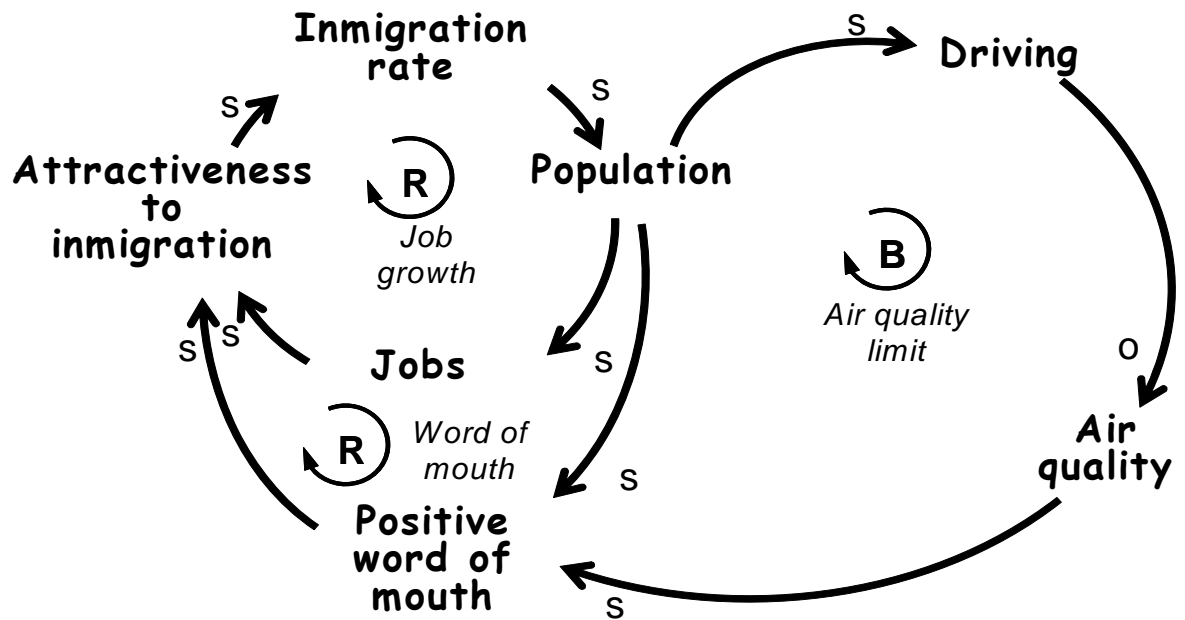 Inmigration
rate
s
Driving
s
s
Attractiveness
to
inmigration
R
Job
growth
Population
B
Air quality
limit
s
s
Jobs
s
o
R
Word of
mouth
s
Air
quality
Positive
word of
mouth
s